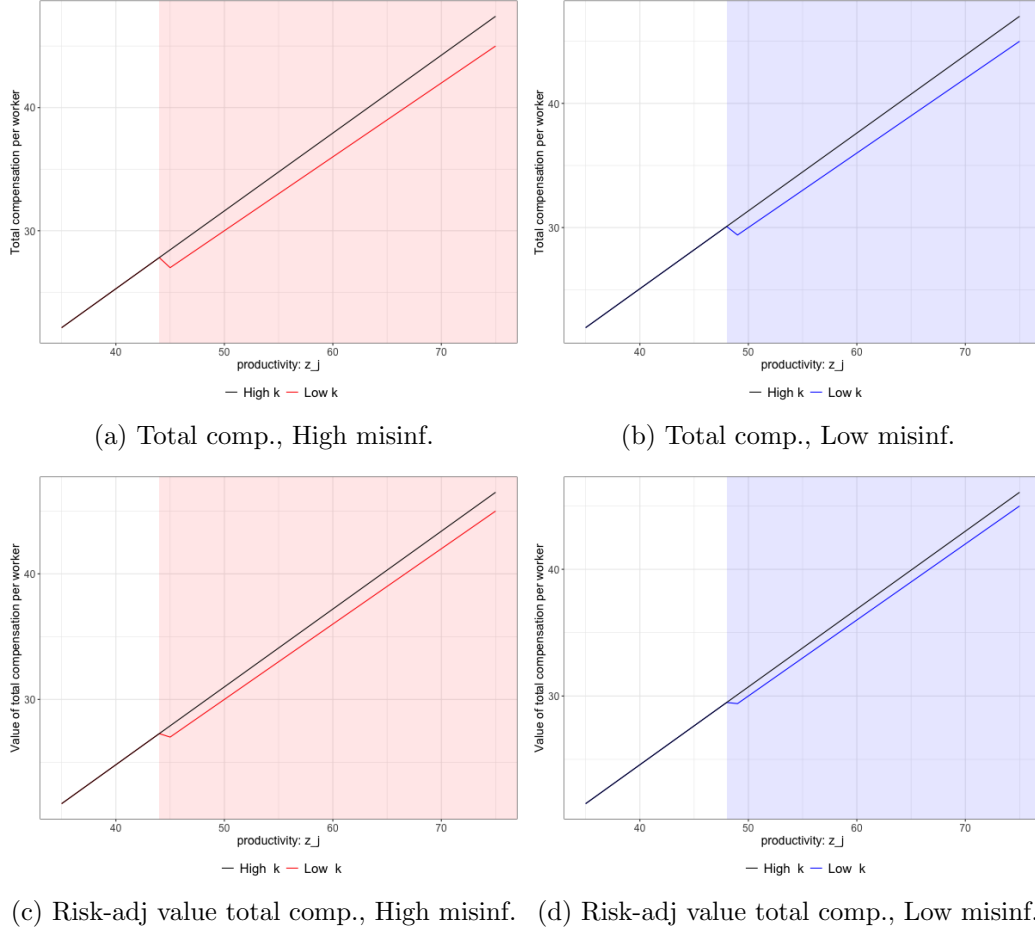 Total compensation per worker
40
30
40 50 60 70
productivity: z_j
High k Low k
(a) Total comp., High misinf.
Total compensation per worker
40
30
40 50 60 70
productivity: z_j
High k Low k
(b) Total comp., Low misinf.
Value of total compensation per worker
40
30
40 50 60 70
productivity: z_j
High k Low k
(c) Risk-adj value total comp., High misinf.
Value of total compensation per worker
40
30
40 50 60 70
productivity: z_j
High k Low k
(d) Risk-adj value total comp., Low misinf.